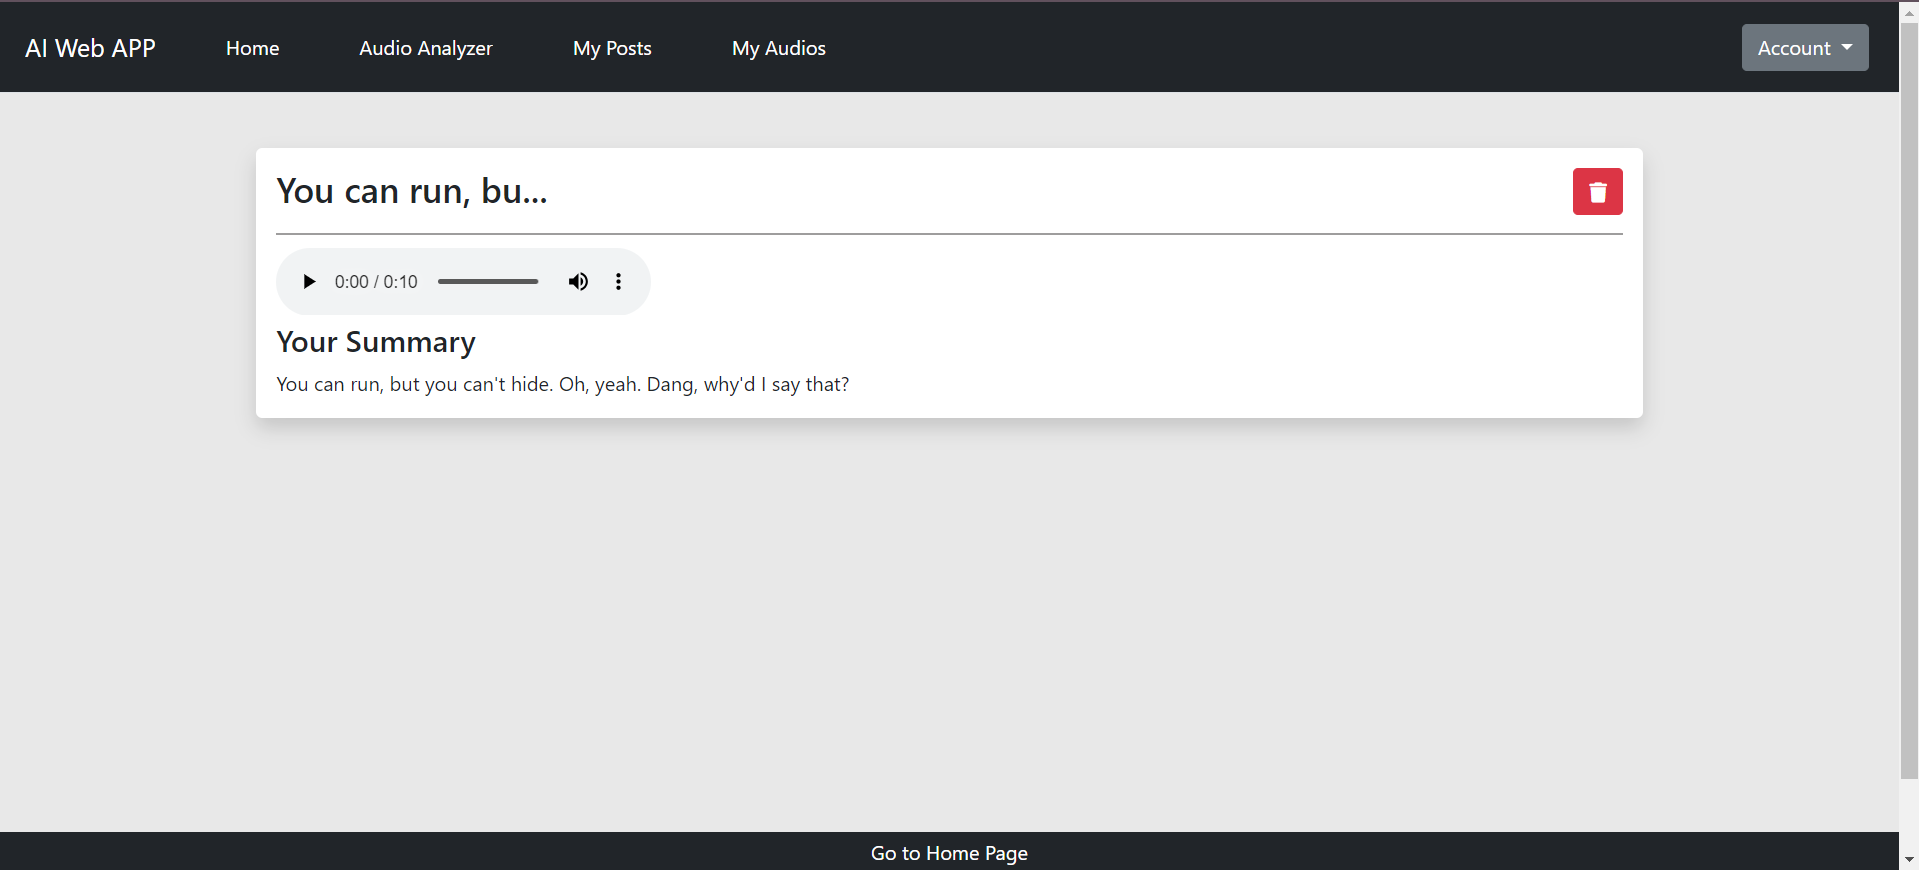 AI Web APP Home Audio Analyzer My Posts My Audios Account
You can run, bu...
0:00 / 0:10
Your Summary
You can run, but you can't hide. Oh, yeah. Dang, why'd I say that?
Go to Home Page